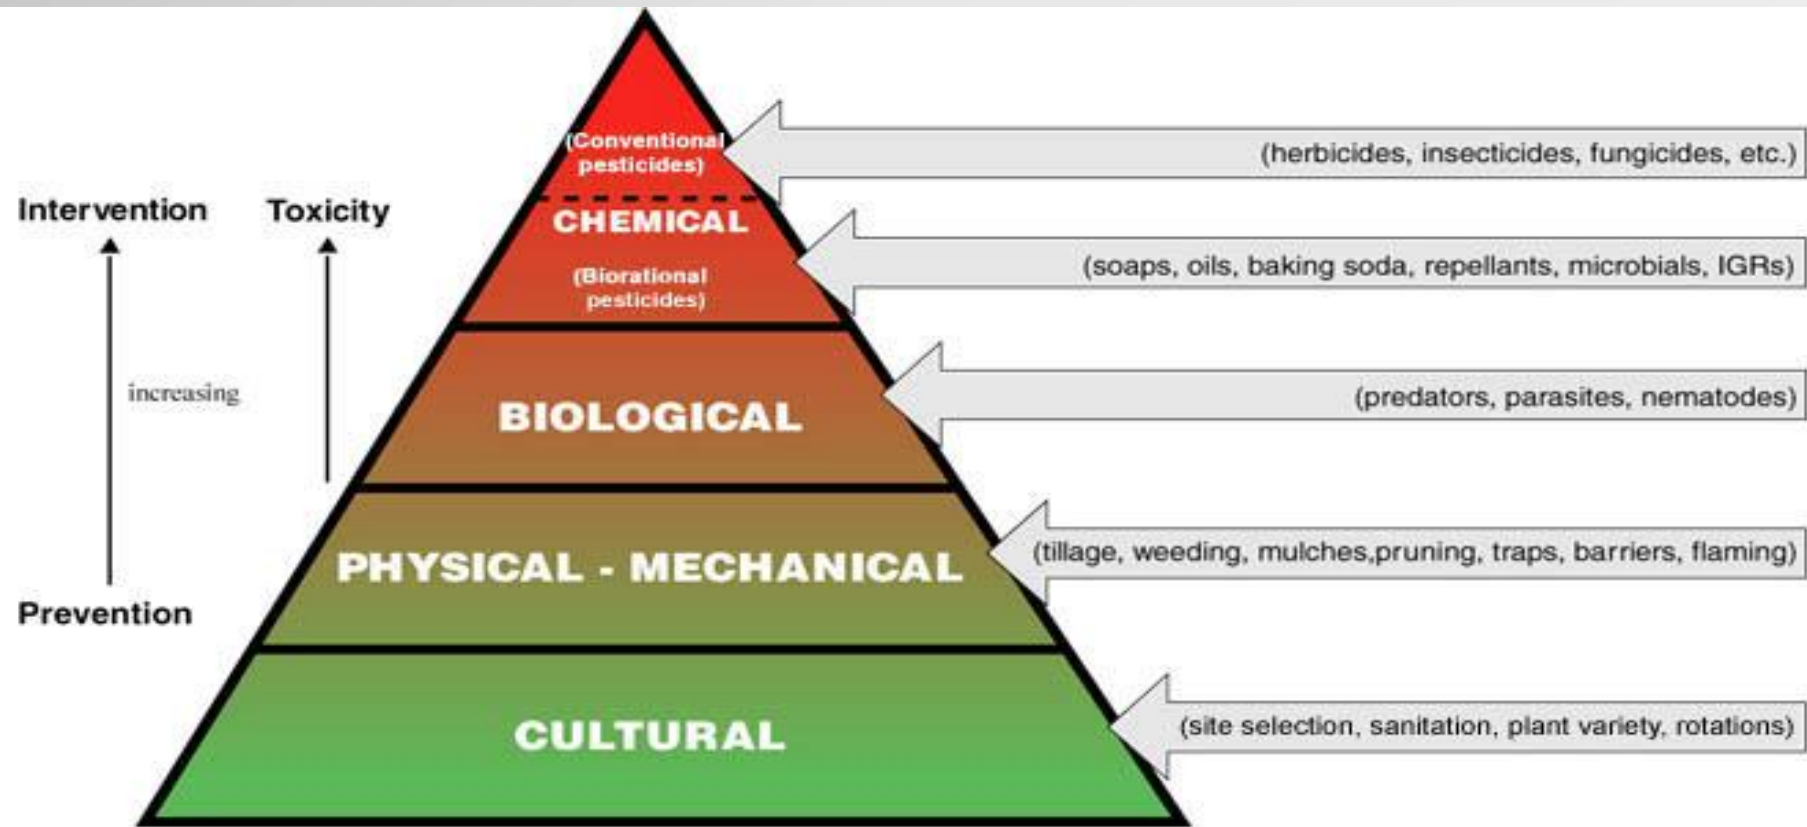 (Conventional
pesticides)
(herbicides, insecticides, fungicides, etc.)
Intervention
Toxicity
CHEMICAL
(Biorational
pesticides)
(soaps, oils, baking soda, repellants, microbials, IGRs)
increasing
BIOLOGICAL
(predators, parasites, nematodes)
PHYSICAL - MECHANICAL
(tillage, weeding, mulches,pruning, traps, barriers, flaming)
Prevention
CULTURAL
(site selection, sanitation, plant variety, rotations)